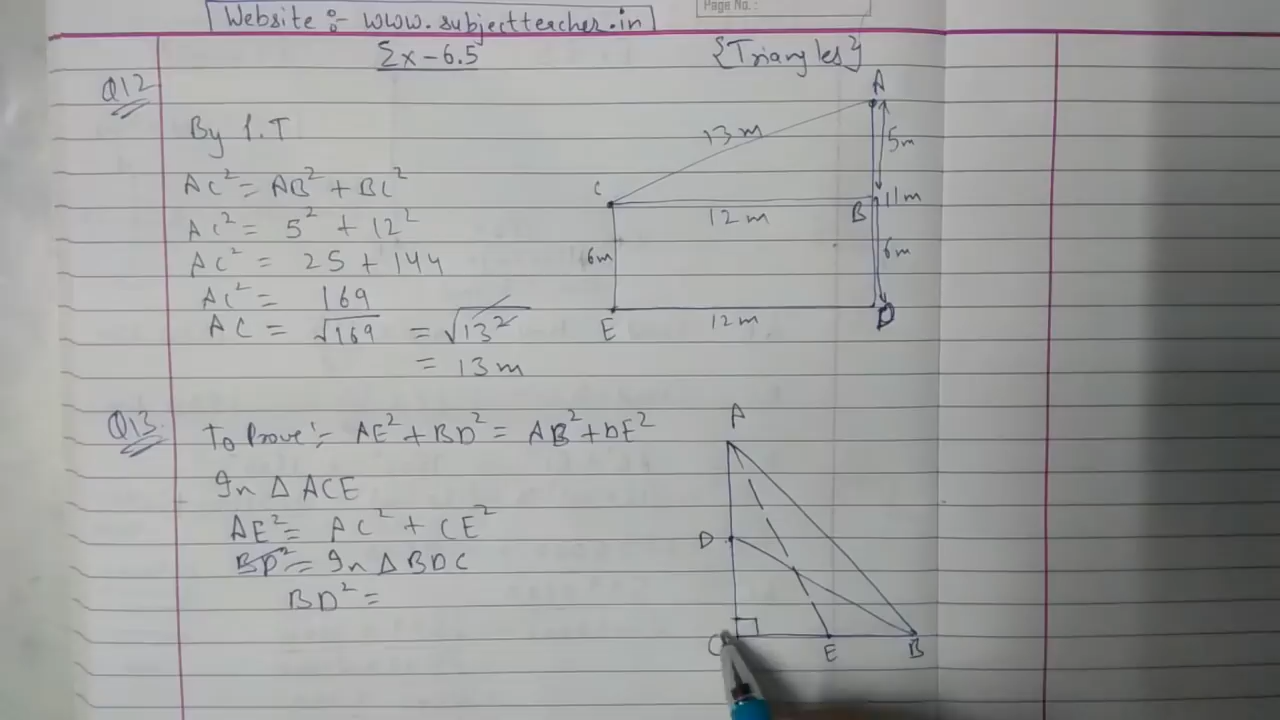 Page No. :
Website :- www.subjectteacher.in
Ex-6.5 {Triangles}
Q12
By P.T
AC² = AB² + BC²
AC² = 5² + 12²
AC² = 25 + 144
AC² = 169
AC = √169 = √13²
= 13 m
A
13 m
5m
C
12 m
B
11m
6m
6m
E
12 m
D
Q13.
To Prove:- AE² + BD² = AB² + DE²
In Δ ACE
AE² = AC² + CE²
BD² = In Δ BDC
BD² =
A
D
C
E
B